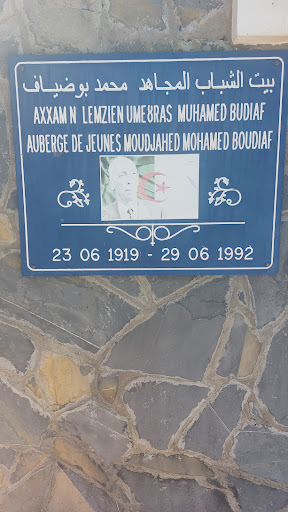 بيت الشباب المجاهد محمد بوضياف
AXXAM N LEMZIEN UMEƔRAS MUHAMED BUDIAF
AUBERGE DE JEUNES MOUDJAHED MOHAMED BOUDIAF
23 06 1919 - 29 06 1992